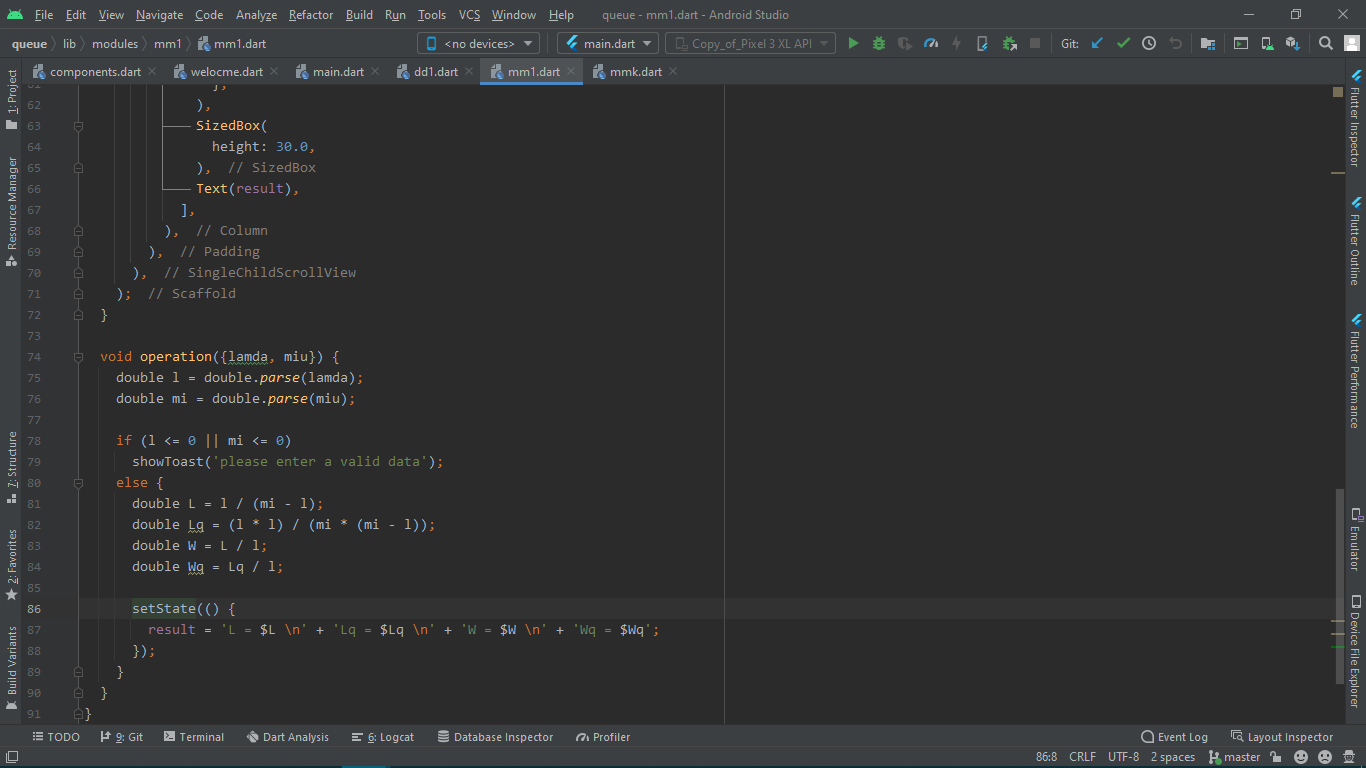 File Edit View Navigate Code Analyze Refactor Build Run Tools VCS Window Help queue - mm1.dart - Android Studio
queue lib modules mm1 mm1.dart <no devices> main.dart Copy_of_Pixel 3 XL API Git:
components.dart welocme.dart main.dart dd1.dart mm1.dart mmk.dart
1: Project
Resource Manager
7: Structure
2: Favorites
Build Variants
61 ],
62 ),
63 SizedBox(
64 height: 30.0,
65 ), // SizedBox
66 Text(result),
67 ],
68 ), // Column
69 ), // Padding
70 ), // SingleChildScrollView
71 ); // Scaffold
72 }
73
74 void operation({lamda, miu}) {
75 double l = double.parse(lamda);
76 double mi = double.parse(miu);
77
78 if (l <= 0 || mi <= 0)
79 showToast('please enter a valid data');
80 else {
81 double L = l / (mi - l);
82 double Lq = (l * l) / (mi * (mi - l));
83 double W = L / l;
84 double Wq = Lq / l;
85
86 setState(() {
87 result = 'L = $L \n' + 'Lq = $Lq \n' + 'W = $W \n' + 'Wq = $Wq';
88 });
89 }
90 }
91 }
Flutter Inspector
Flutter Outline
Flutter Performance
Emulator
Device File Explorer
TODO 9: Git Terminal Dart Analysis 6: Logcat Database Inspector Profiler Event Log Layout Inspector
86:8 CRLF UTF-8 2 spaces master